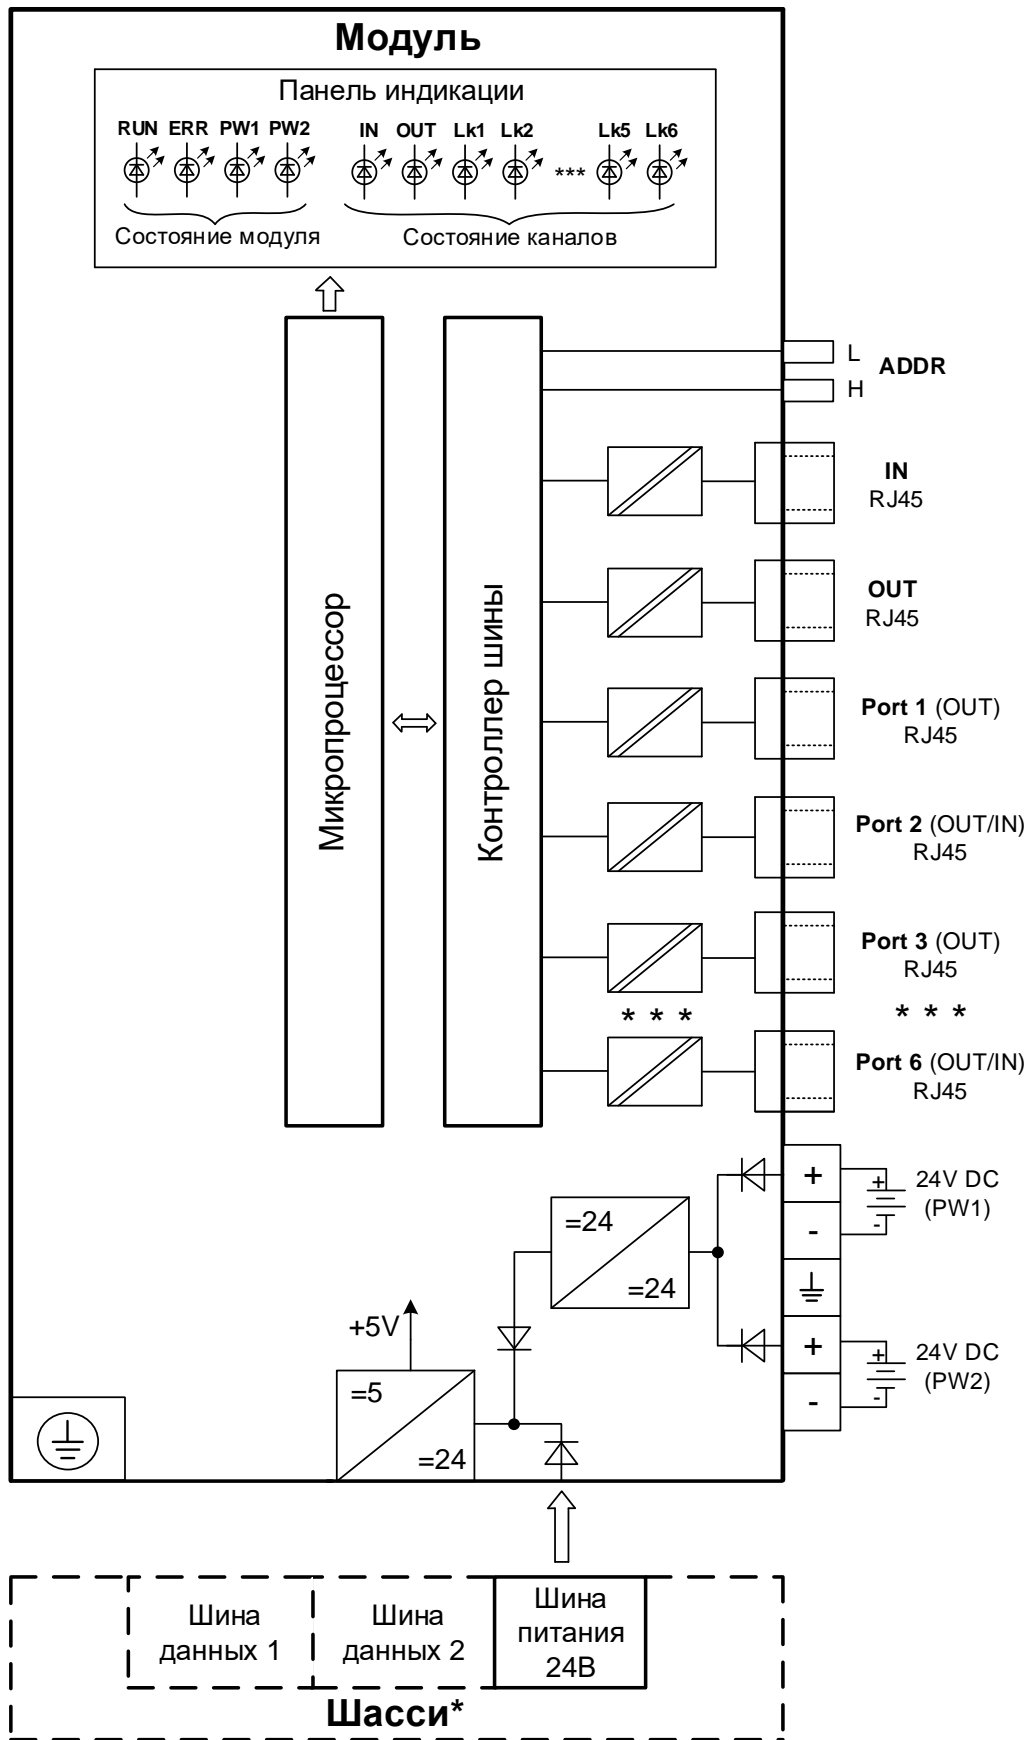 Модуль
Панель индикации
RUN ERR PW1 PW2 IN OUT Lk1 Lk2 Lk5 Lk6
***
Состояние модуля Состояние каналов
L
ADDR
H
IN
RJ45
OUT
RJ45
Микропроцессор
Контроллер шины
Port 1 (OUT)
RJ45
Port 2 (OUT/IN)
RJ45
Port 3 (OUT)
RJ45
* * * * * *
Port 6 (OUT/IN)
RJ45
+ + 24V DC
- - (PW1)
=24
=24
+5V
+ + 24V DC
- - (PW2)
=5
=24
Шина
данных 1
Шина
данных 2
Шина
питания
24В
Шасси*